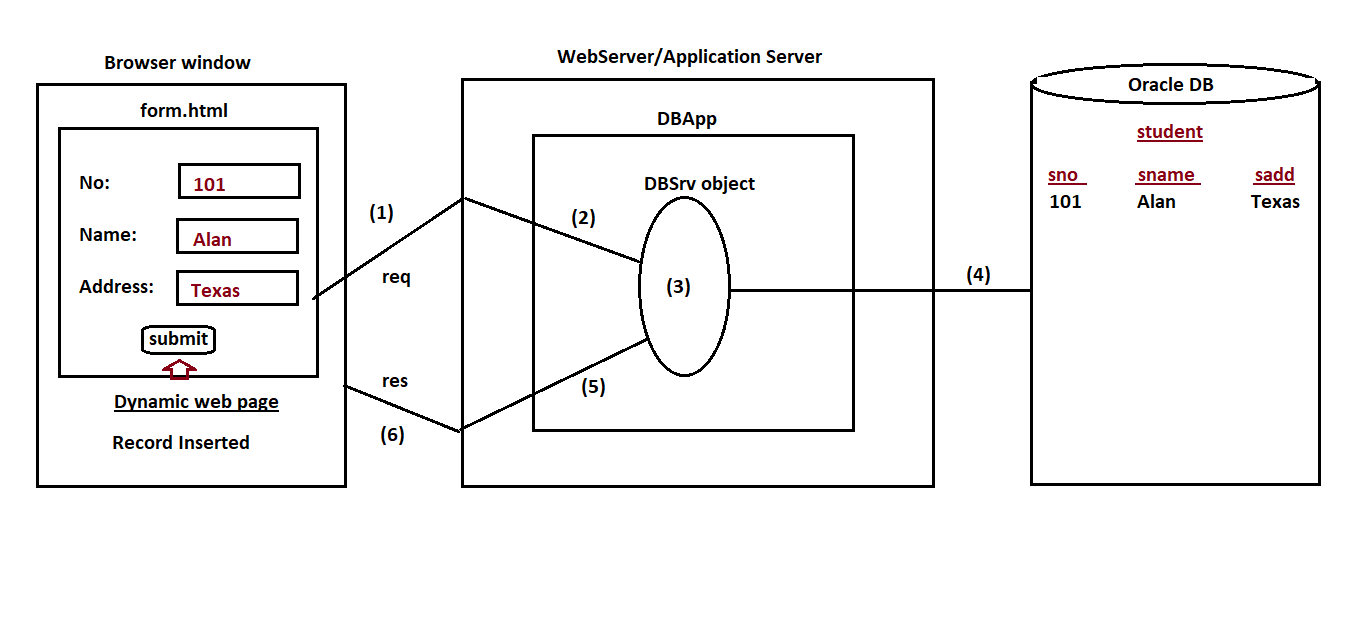 Browser window
form.html
No:
101
Name:
Alan
Address:
Texas
submit
Dynamic web page
Record Inserted
(1)
req
res
(6)
WebServer/Application Server
DBApp
DBSrv object
(2)
(3)
(5)
(4)
Oracle DB
student
sno sname sadd
101 Alan Texas